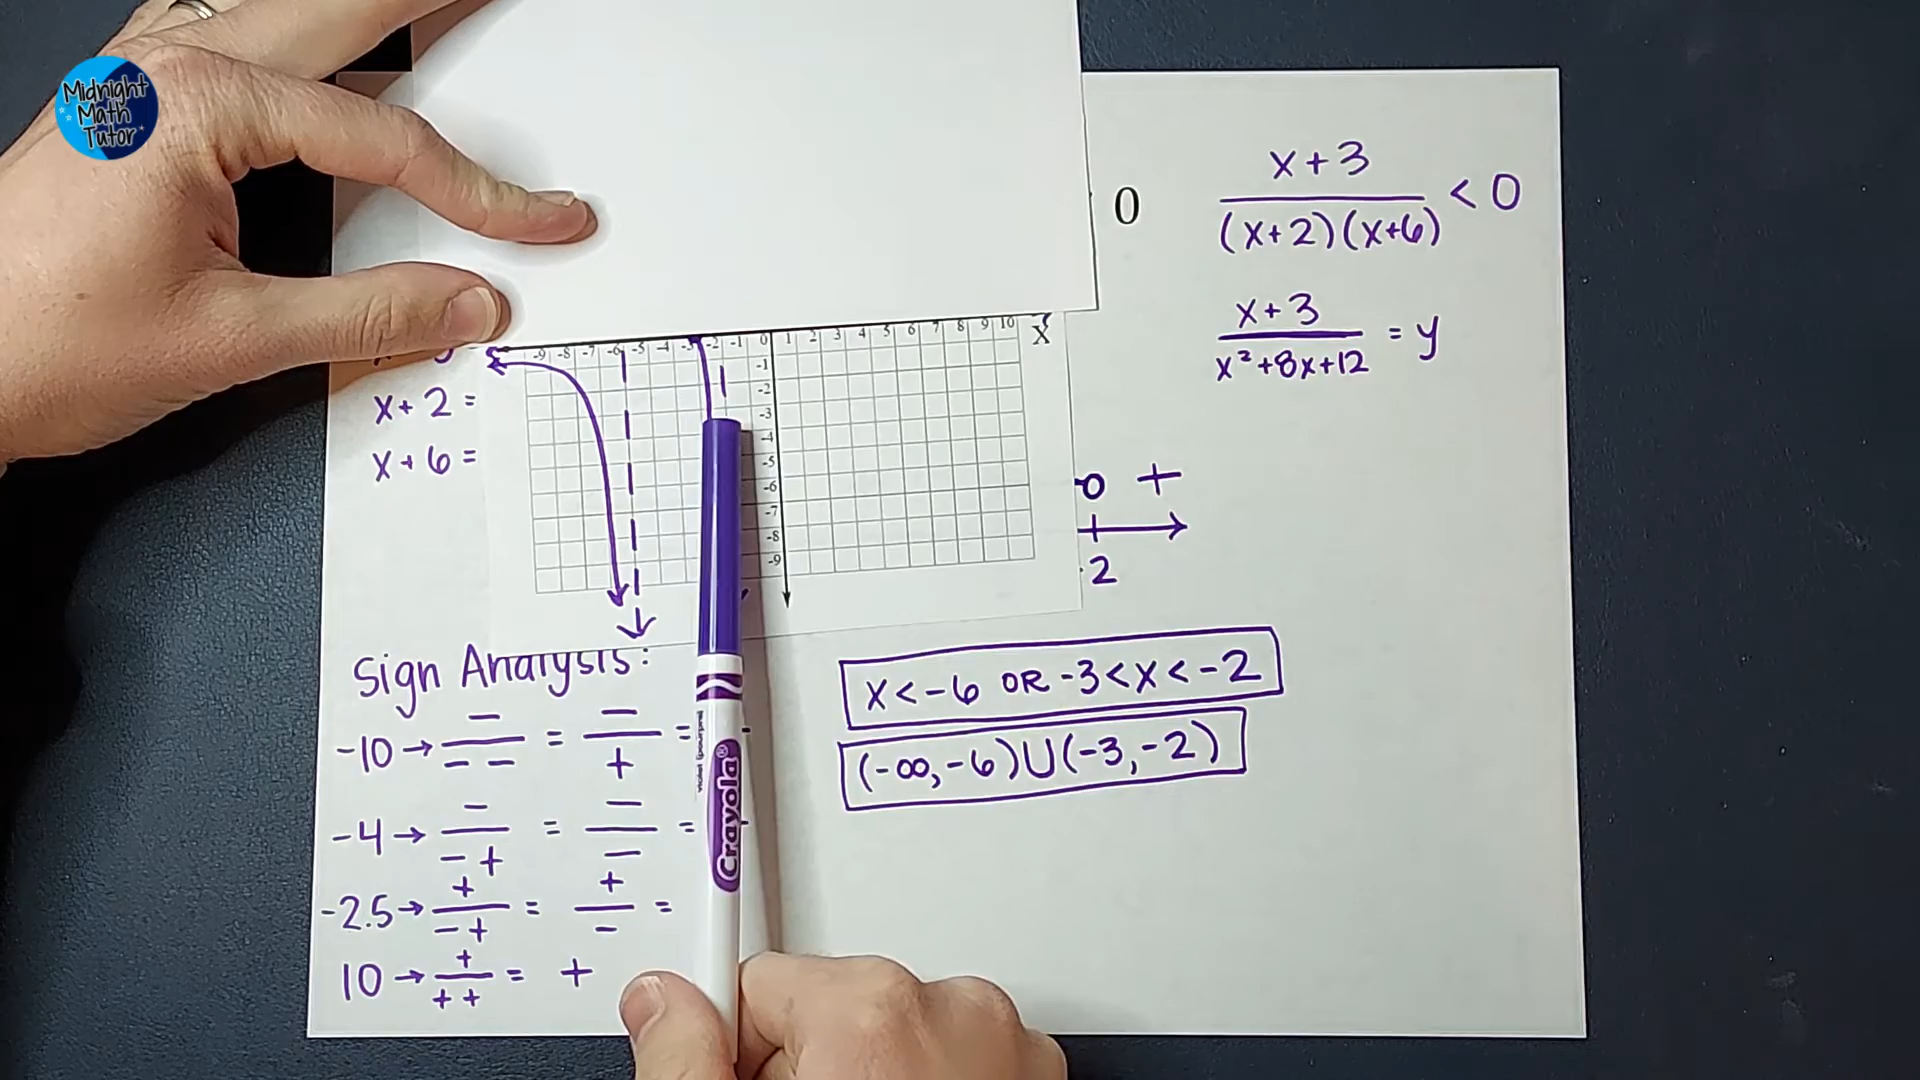 Midnight
Math
Tutor
0
x+3
(x+2)(x+6)
< 0
x+3
x²+8x+12
= y
-9 -8 -7 -6 -5 -4 -3 -2 -1 0 1 2 3 4 5 6 7 8 9 10 X
-1
-2
-3
-4
-5
-6
-7
-8
-9
x+2 =
x+6 =
0 +
2
Sign Analysis:
x < -6 OR -3 < x < -2
(-∞, -6) ∪ (-3, -2)
-10 → − / − − = − / + =
-4 → − / − + = − / − =
-2.5 → + / − + = + / − =
10 → + / + + = +
Crayola®